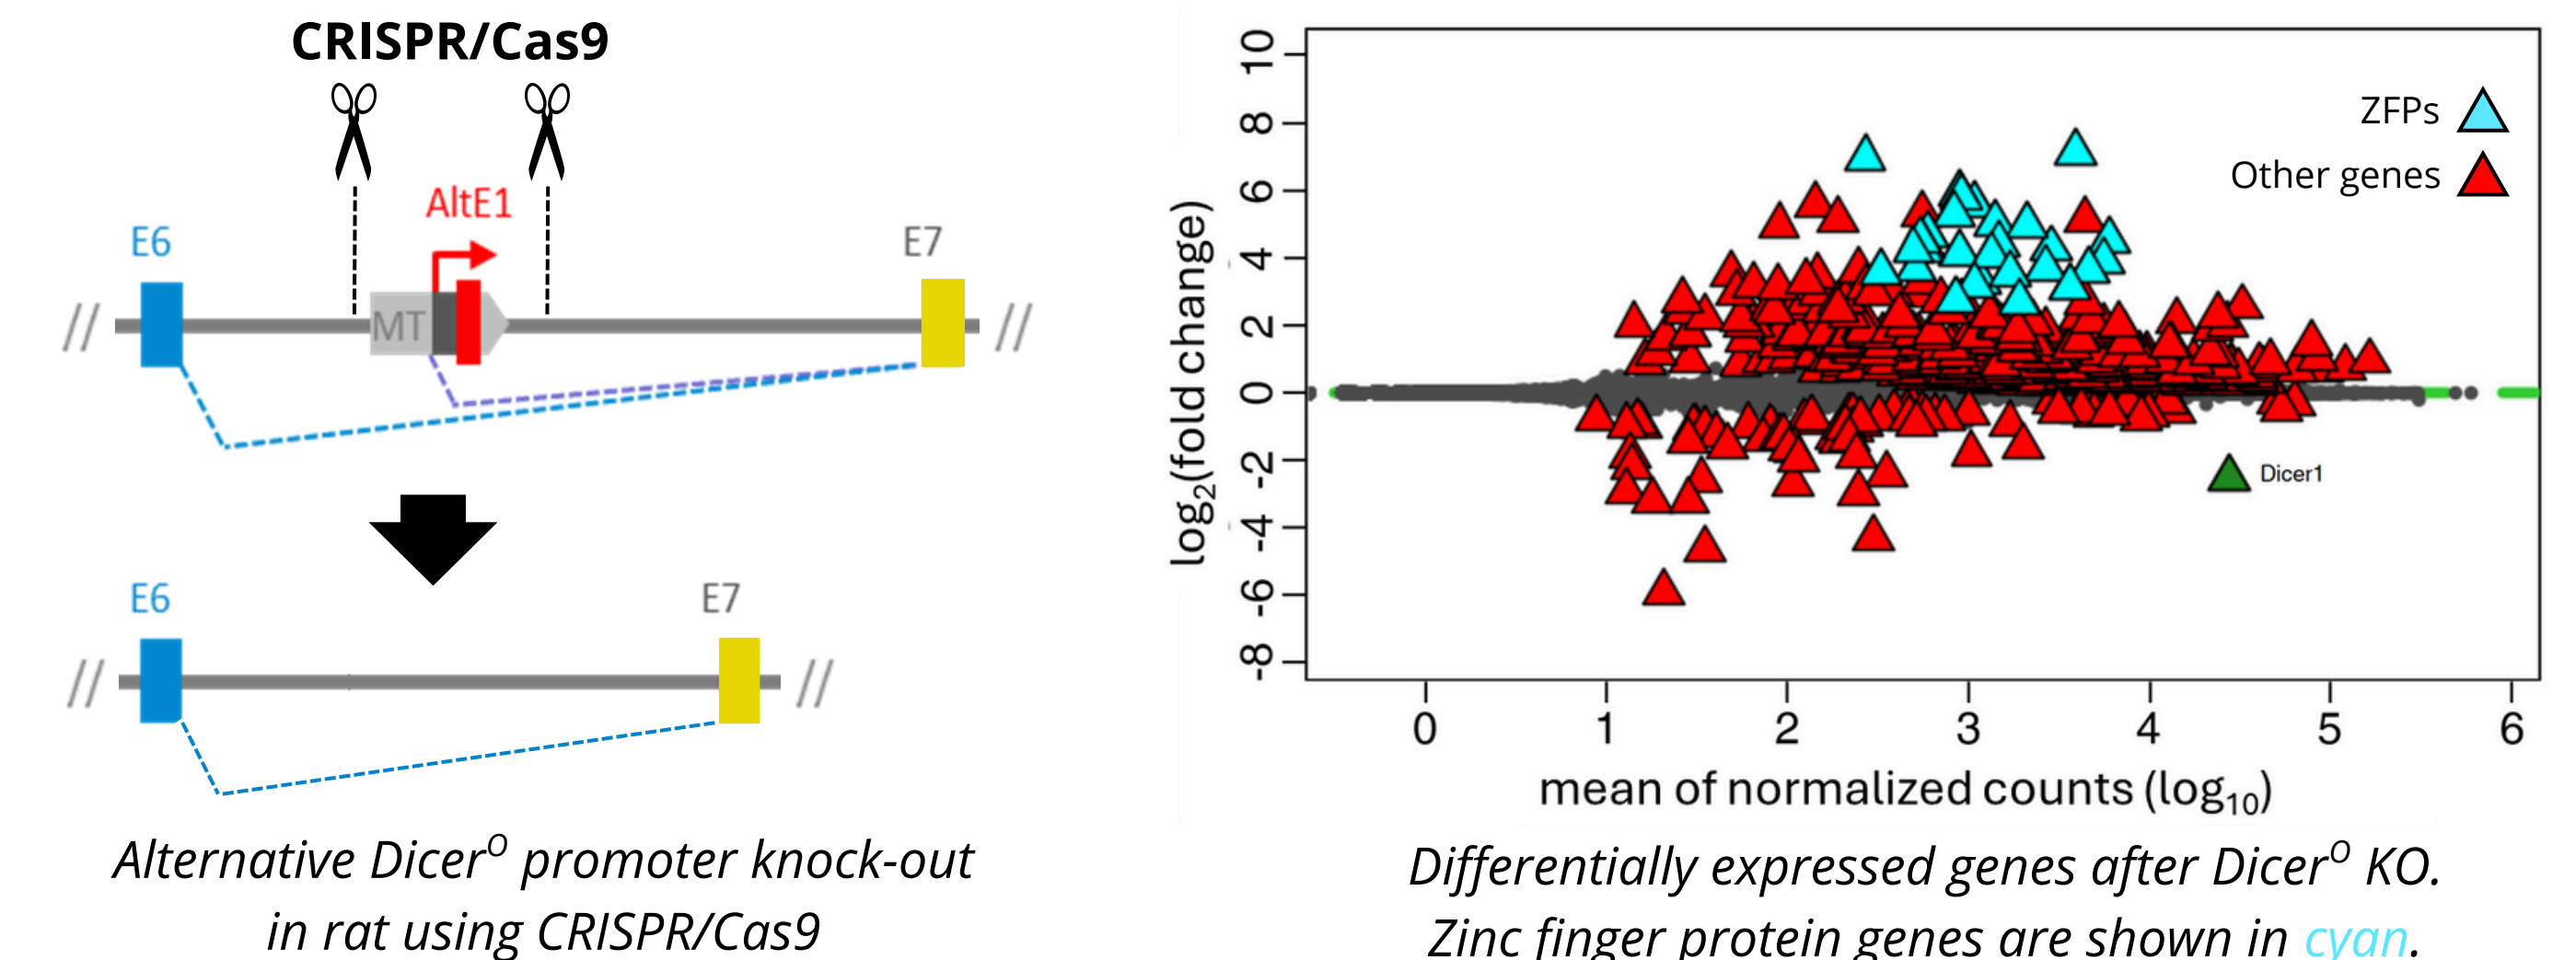 CRISPR/Cas9
AltE1
E6
E7
//
MT
//
E6
E7
//
//
Alternative Dicer^O promoter knock-out
in rat using CRISPR/Cas9
10
8
6
4
2
0
-2
-4
-6
-8
log₂(fold change)
ZFPs
Other genes
Dicer1
0 1 2 3 4 5 6
mean of normalized counts (log₁₀)
Differentially expressed genes after Dicer^O KO.
Zinc finger protein genes are shown in cyan.